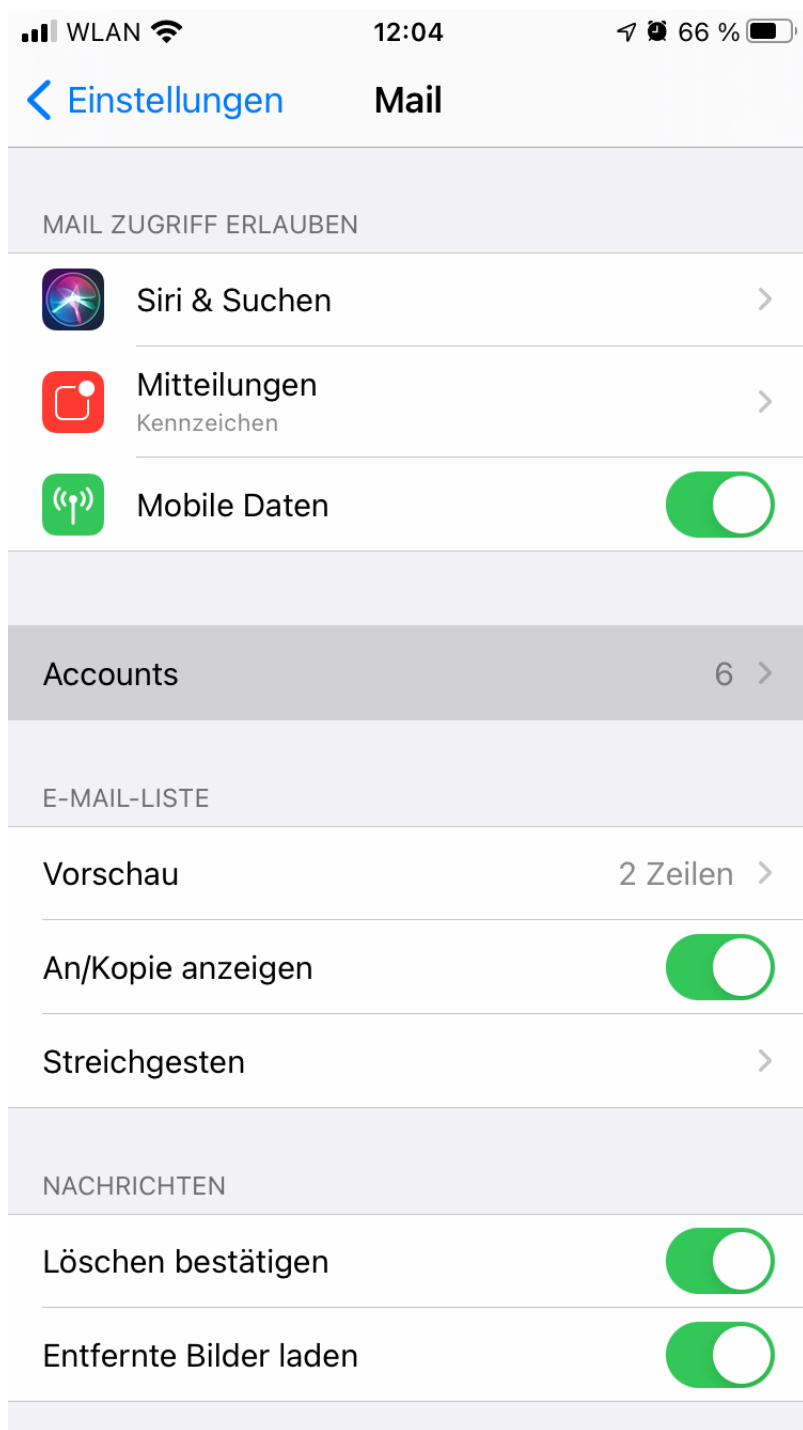 WLAN 12:04 66 %
Einstellungen Mail
MAIL ZUGRIFF ERLAUBEN
Siri & Suchen
Mitteilungen
Kennzeichen
Mobile Daten
Accounts 6
E-MAIL-LISTE
Vorschau 2 Zeilen
An/Kopie anzeigen
Streichgesten
NACHRICHTEN
Löschen bestätigen
Entfernte Bilder laden